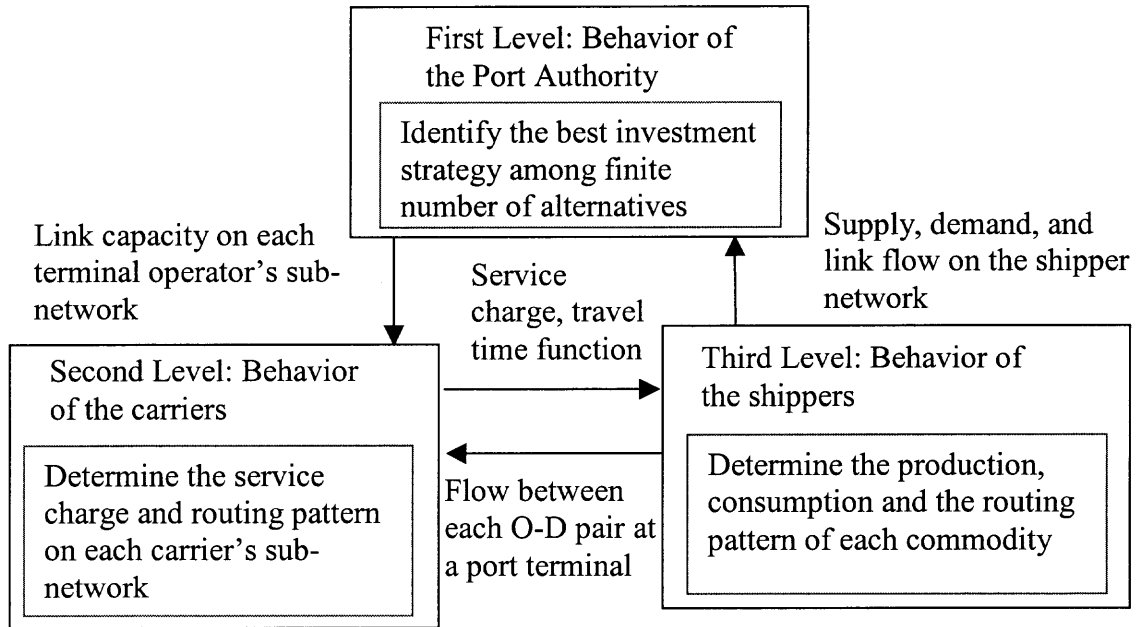 First Level: Behavior of
the Port Authority
Identify the best investment
strategy among finite
number of alternatives
Link capacity on each
terminal operator's sub-
network
Service
charge, travel
time function
Supply, demand, and
link flow on the shipper
network
Second Level: Behavior
of the carriers
Determine the service
charge and routing pattern
on each carrier's sub-
network
Flow between
each O-D pair at
a port terminal
Third Level: Behavior of
the shippers
Determine the production,
consumption and the routing
pattern of each commodity